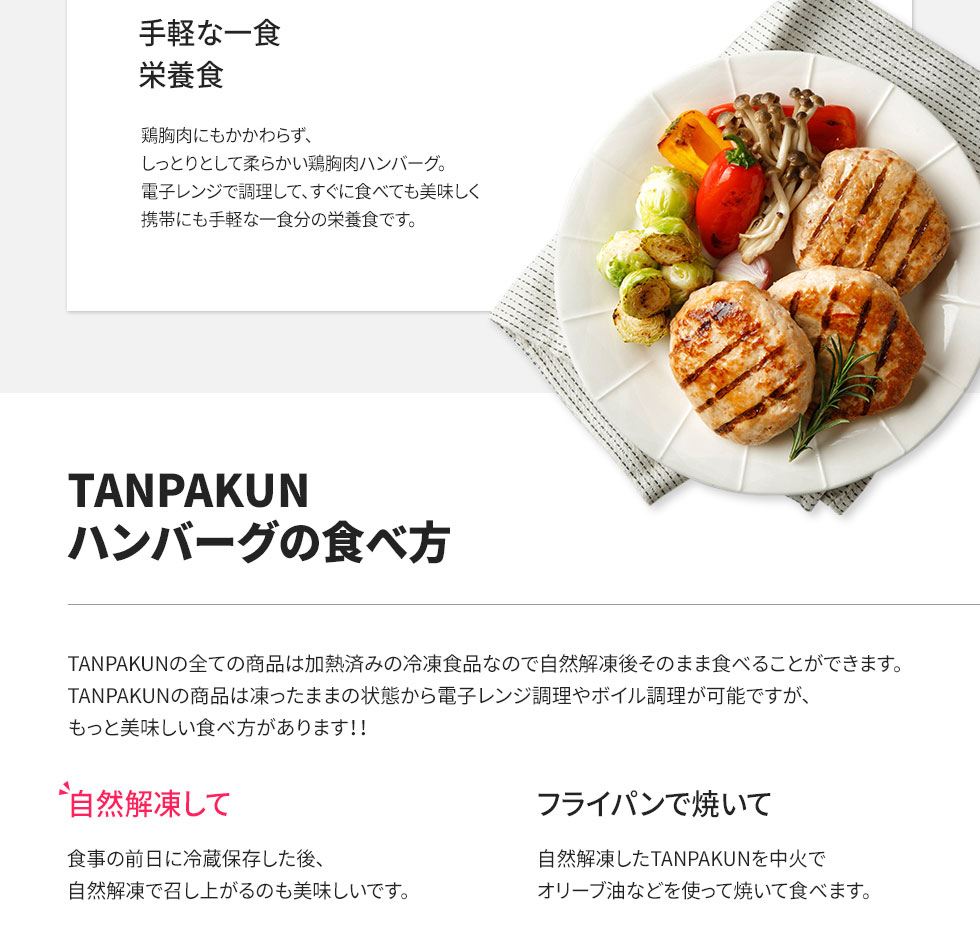 手軽な一食
栄養食
鶏胸肉にもかかわらず、
しっとりとして柔らかい鶏胸肉ハンバーグ。
電子レンジで調理して、すぐに食べても美味しく
携帯にも手軽な一食分の栄養食です。
TANPAKUN
ハンバーグの食べ方
TANPAKUNの全ての商品は加熱済みの冷凍食品なので自然解凍後そのまま食べることができます。
TANPAKUNの商品は凍ったままの状態から電子レンジ調理やボイル調理が可能ですが、
もっと美味しい食べ方があります!!
自然解凍して
食事の前日に冷蔵保存した後、
自然解凍で召し上がるのも美味しいです。
フライパンで焼いて
自然解凍したTANPAKUNを中火で
オリーブ油などを使って焼いて食べます。